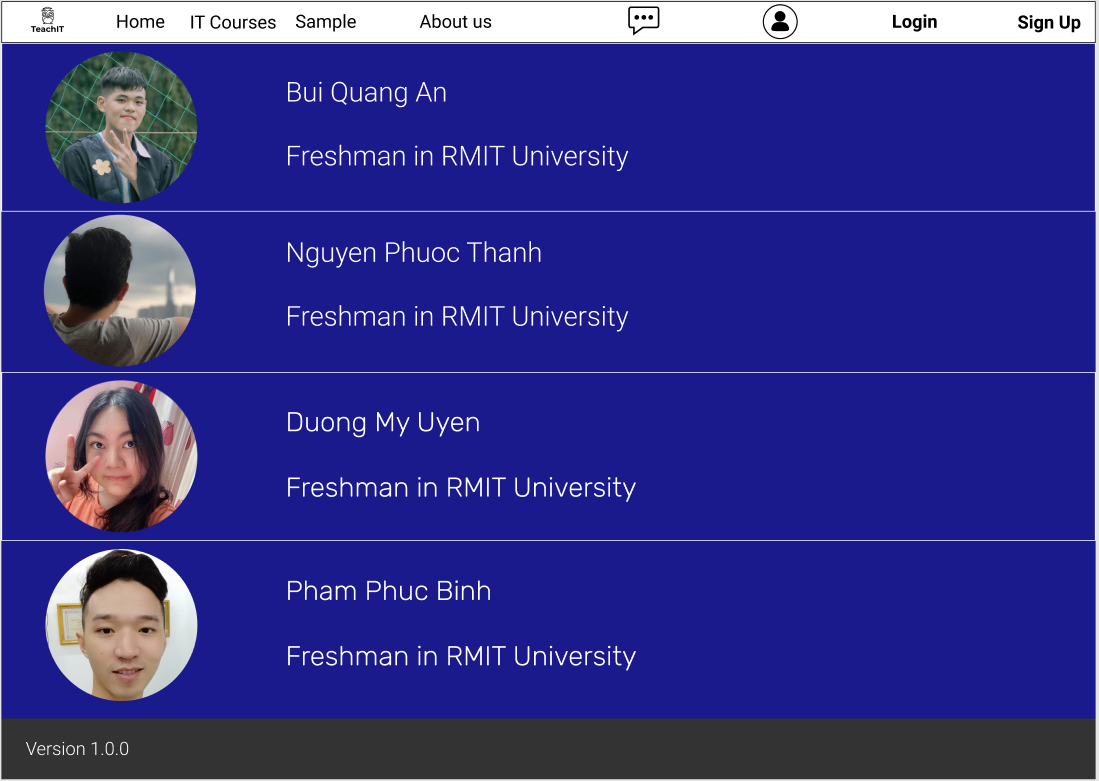 TeachIT
Home IT Courses Sample About us Login Sign Up
Bui Quang An
Freshman in RMIT University
Nguyen Phuoc Thanh
Freshman in RMIT University
Duong My Uyen
Freshman in RMIT University
Pham Phuc Binh
Freshman in RMIT University
Version 1.0.0